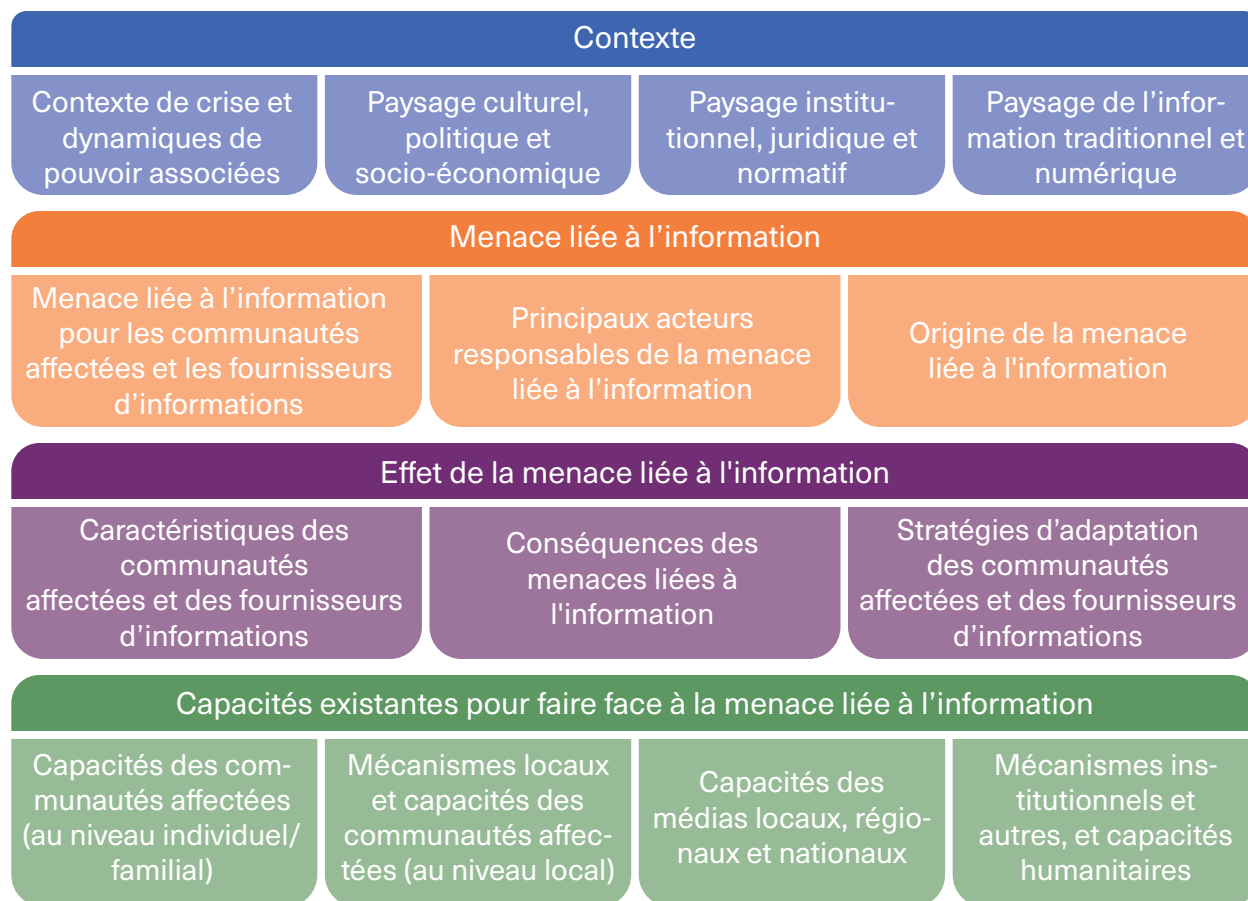 Contexte
Contexte de crise et
dynamiques de
pouvoir associées
Paysage culturel,
politique et
socio-économique
Paysage institu-
tionnel, juridique et
normatif
Paysage de l’infor-
mation traditionnel et
numérique
Menace liée à l’information
Menace liée à l’information
pour les communautés
affectées et les fournisseurs
d’informations
Principaux acteurs
responsables de la menace
liée à l’information
Origine de la menace
liée à l'information
Effet de la menace liée à l'information
Caractéristiques des
communautés
affectées et des fournisseurs
d’informations
Conséquences des
menaces liées à
l'information
Stratégies d’adaptation
des communautés
affectées et des fournisseurs
d’informations
Capacités existantes pour faire face à la menace liée à l’information
Capacités des com-
munautés affectées
(au niveau individuel/
familial)
Mécanismes locaux
et capacités des
communautés affec-
tées (au niveau local)
Capacités des
médias locaux, régio-
naux et nationaux
Mécanismes ins-
titutionnels et
autres, et capacités
humanitaires